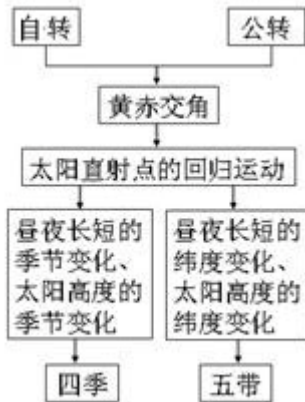 自转
公转
黄赤交角
太阳直射点的回归运动
昼夜长短的
季节变化、
太阳高度的
季节变化
昼夜长短的
纬度变化、
太阳高度的
纬度变化
四季
五带